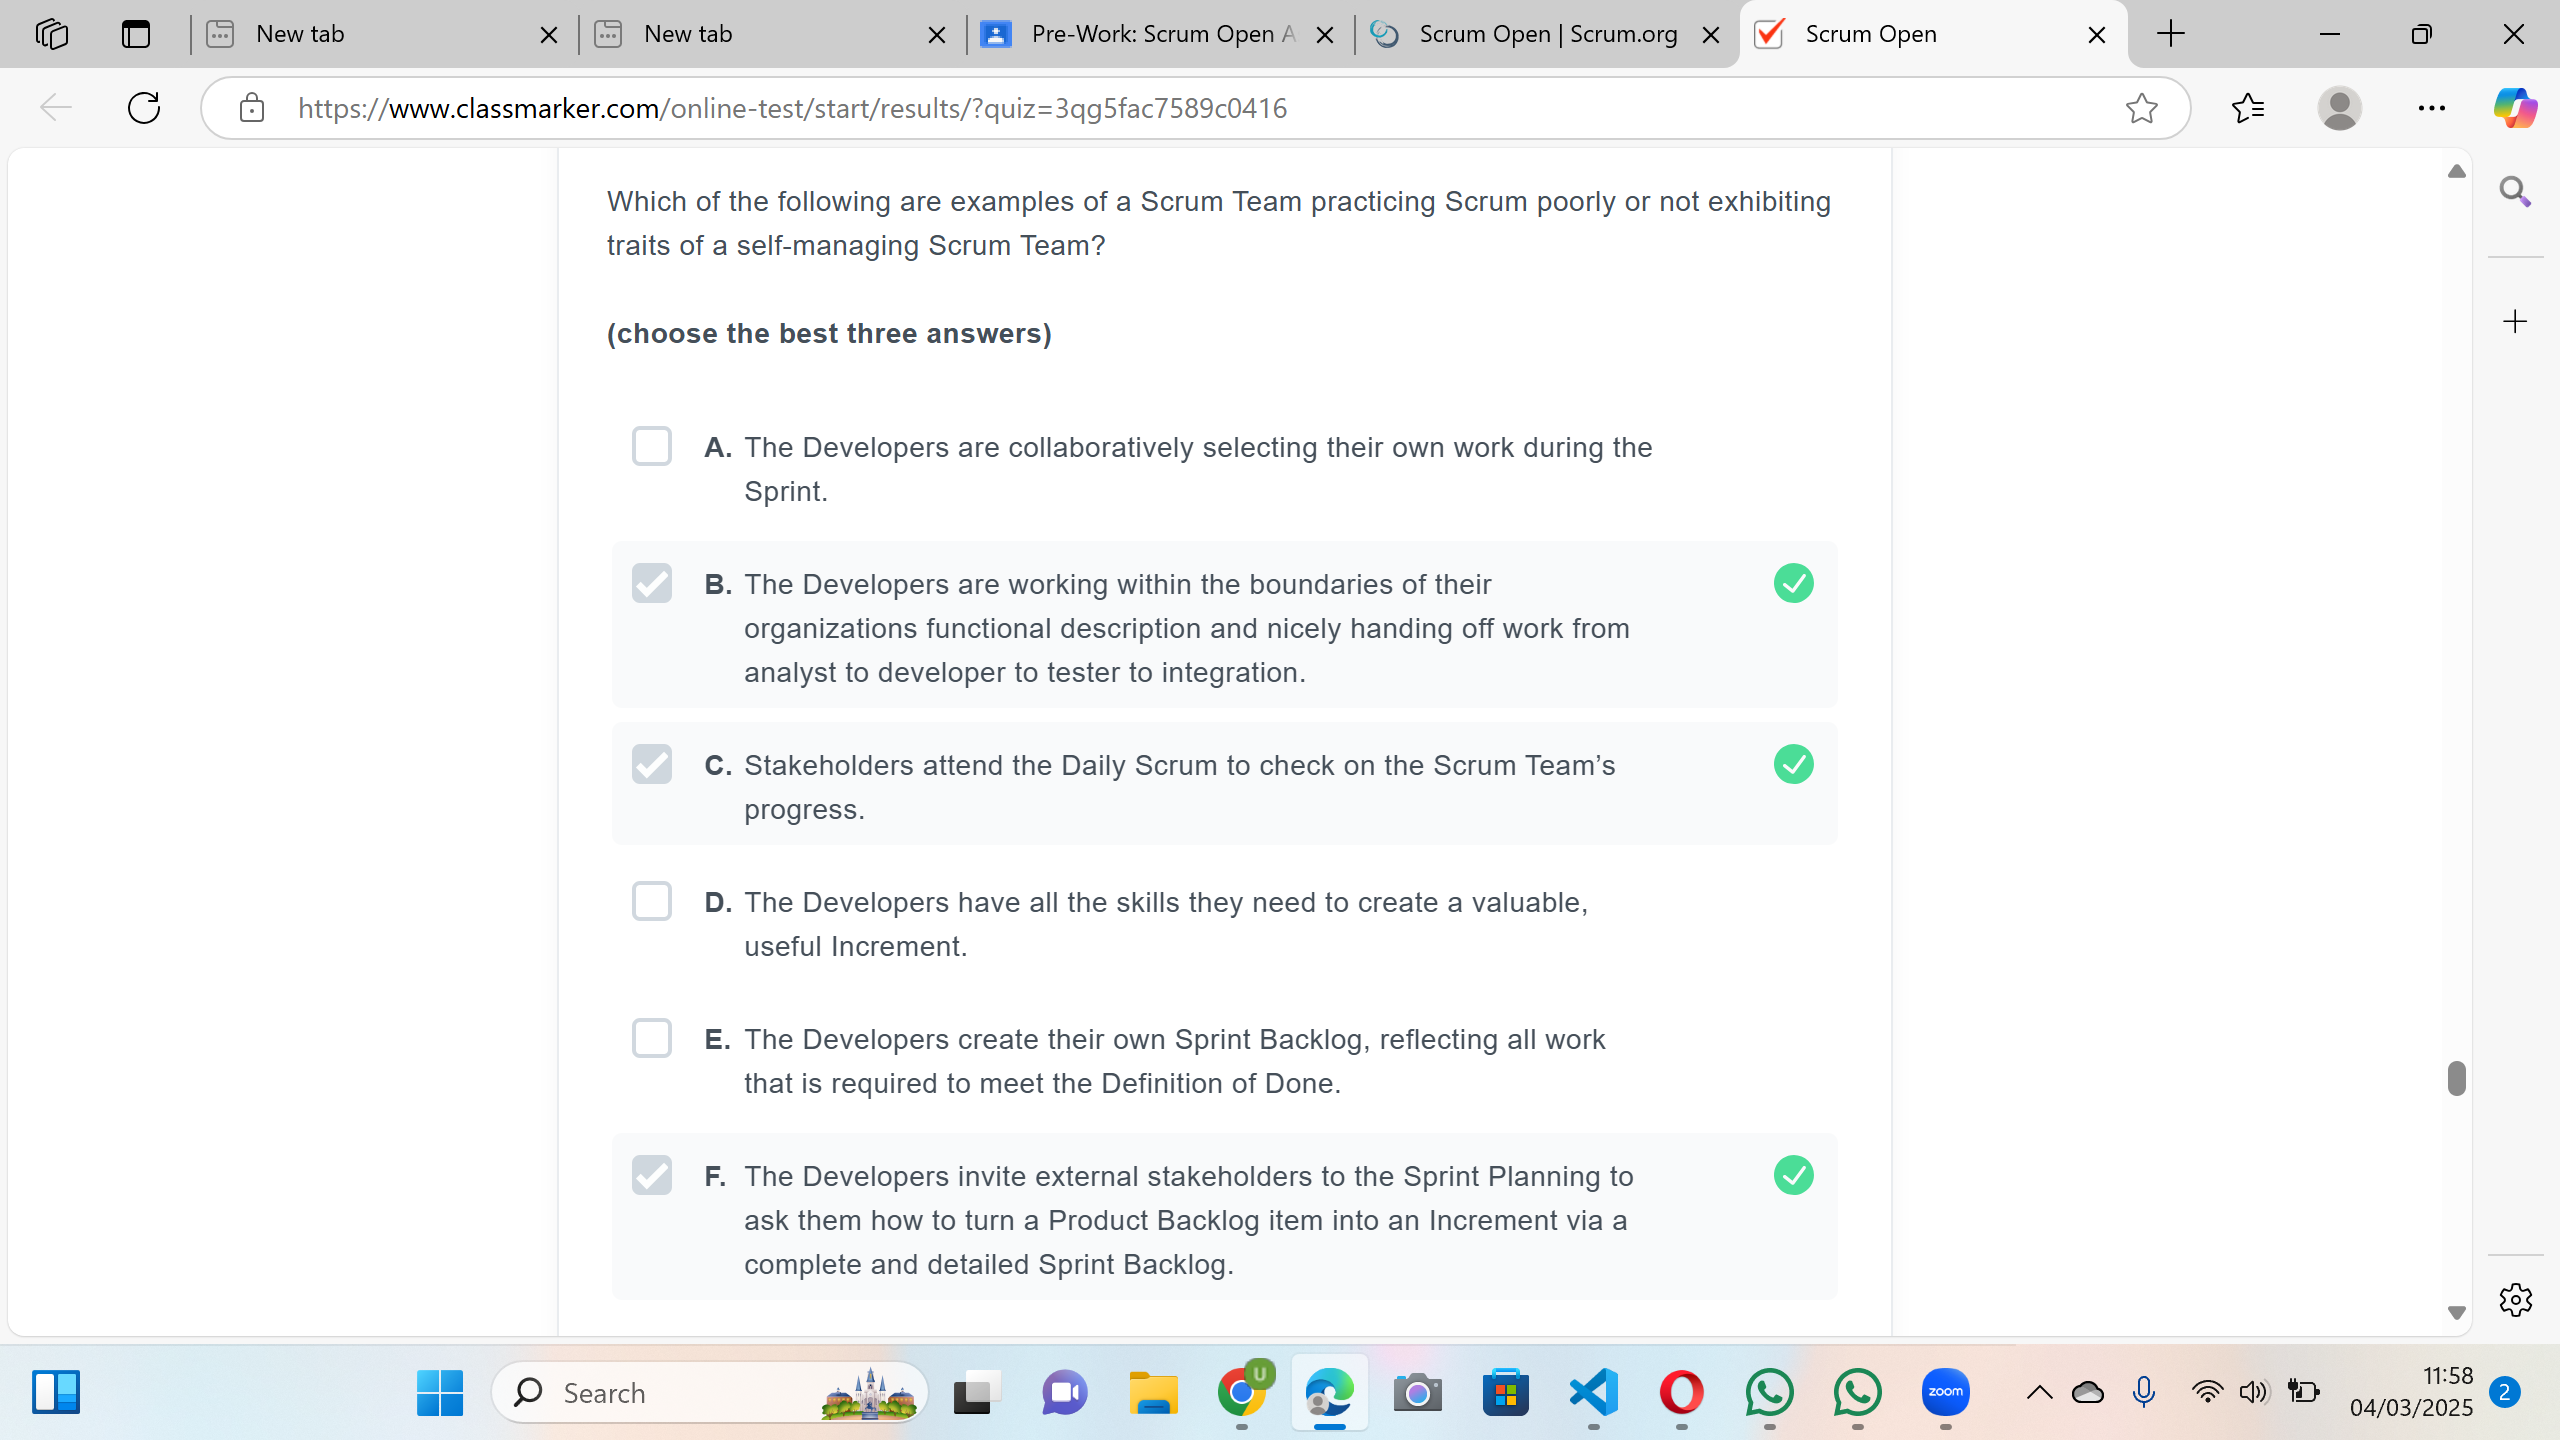 New tab
New tab
Pre-Work: Scrum Open A
Scrum Open | Scrum.org
Scrum Open
https://www.classmarker.com/online-test/start/results/?quiz=3qg5fac7589c0416
Which of the following are examples of a Scrum Team practicing Scrum poorly or not exhibiting
traits of a self-managing Scrum Team?
(choose the best three answers)
A. The Developers are collaboratively selecting their own work during the
Sprint.
B. The Developers are working within the boundaries of their
organizations functional description and nicely handing off work from
analyst to developer to tester to integration.
C. Stakeholders attend the Daily Scrum to check on the Scrum Team’s
progress.
D. The Developers have all the skills they need to create a valuable,
useful Increment.
E. The Developers create their own Sprint Backlog, reflecting all work
that is required to meet the Definition of Done.
F. The Developers invite external stakeholders to the Sprint Planning to
ask them how to turn a Product Backlog item into an Increment via a
complete and detailed Sprint Backlog.
Search
U
zoom
11:58
04/03/2025
2